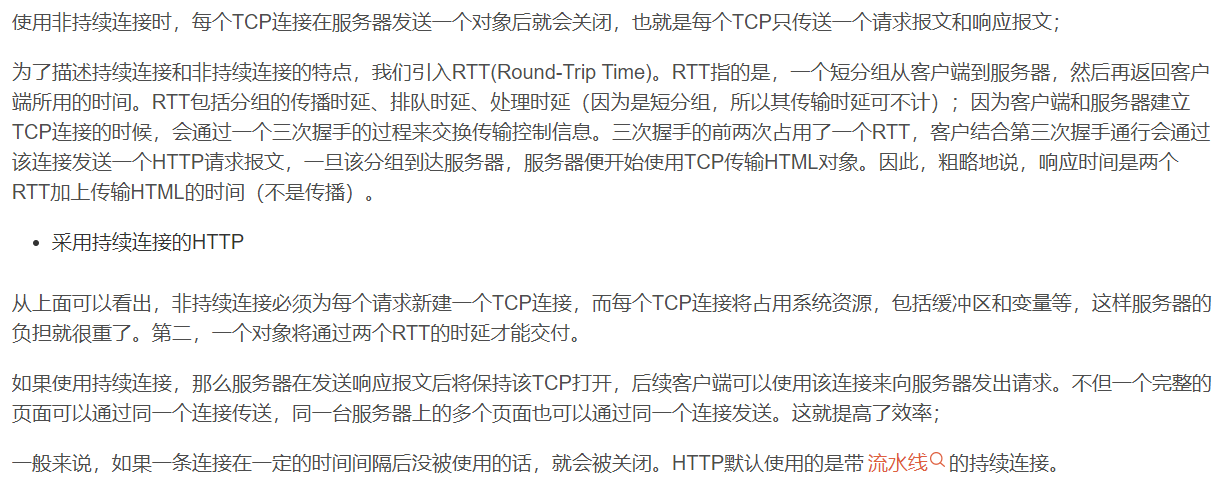 使用非持续连接时，每个TCP连接在服务器发送一个对象后就会关闭，也就是每个TCP只传送一个请求报文和响应报文；
为了描述持续连接和非持续连接的特点，我们引入RTT(Round-Trip Time)。RTT指的是，一个短分组从客户端到服务器，然后再返回客户
端所用的时间。RTT包括分组的传播时延、排队时延、处理时延（因为是短分组，所以其传输时延可不计）；因为客户端和服务器建立
TCP连接的时候，会通过一个三次握手的过程来交换传输控制信息。三次握手的前两次占用了一个RTT，客户结合第三次握手通行会通过
该连接发送一个HTTP请求报文，一旦该分组到达服务器，服务器便开始使用TCP传输HTML对象。因此，粗略地说，响应时间是两个
RTT加上传输HTML的时间（不是传播）。
• 采用持续连接的HTTP
从上面可以看出，非持续连接必须为每个请求新建一个TCP连接，而每个TCP连接将占用系统资源，包括缓冲区和变量等，这样服务器的
负担就很重了。第二，一个对象将通过两个RTT的时延才能交付。
如果使用持续连接，那么服务器在发送响应报文后将保持该TCP打开，后续客户端可以使用该连接来向服务器发出请求。不但一个完整的
页面可以通过同一个连接传送，同一台服务器上的多个页面也可以通过同一个连接发送。这就提高了效率；
一般来说，如果一条连接在一定的时间间隔后没被使用的话，就会被关闭。HTTP默认使用的是带 流水线 的持续连接。